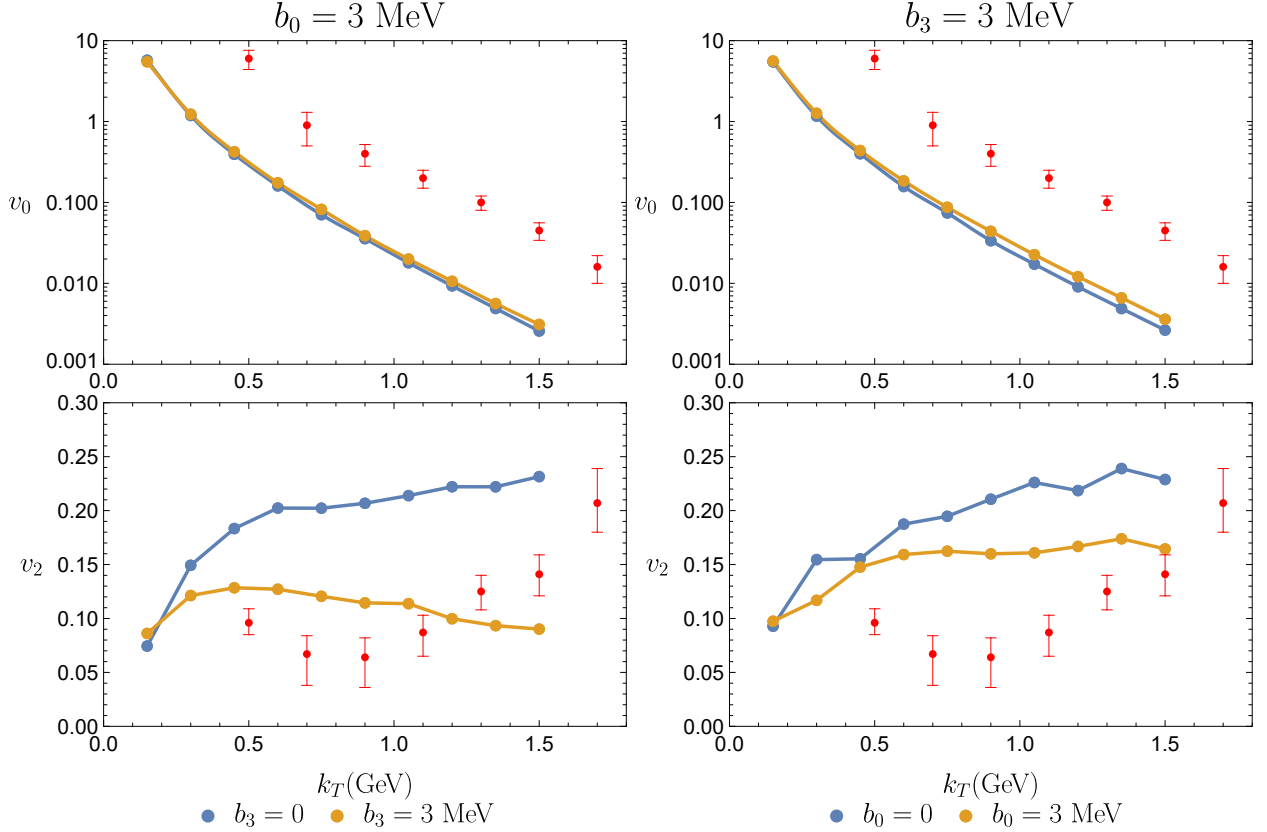 b₀ = 3 MeV b₃ = 3 MeV
10 10
1 1
v₀ 0.100 v₀ 0.100
0.010 0.010
0.001 0.001
0.0 0.5 1.0 1.5 0.0 0.5 1.0 1.5
0.30 0.30
0.25 0.25
0.20 0.20
v₂ 0.15 v₂ 0.15
0.10 0.10
0.05 0.05
0.00 0.00
0.0 0.5 1.0 1.5 0.0 0.5 1.0 1.5
k_T(GeV) k_T(GeV)
b₃ = 0 b₃ = 3 MeV b₀ = 0 b₀ = 3 MeV